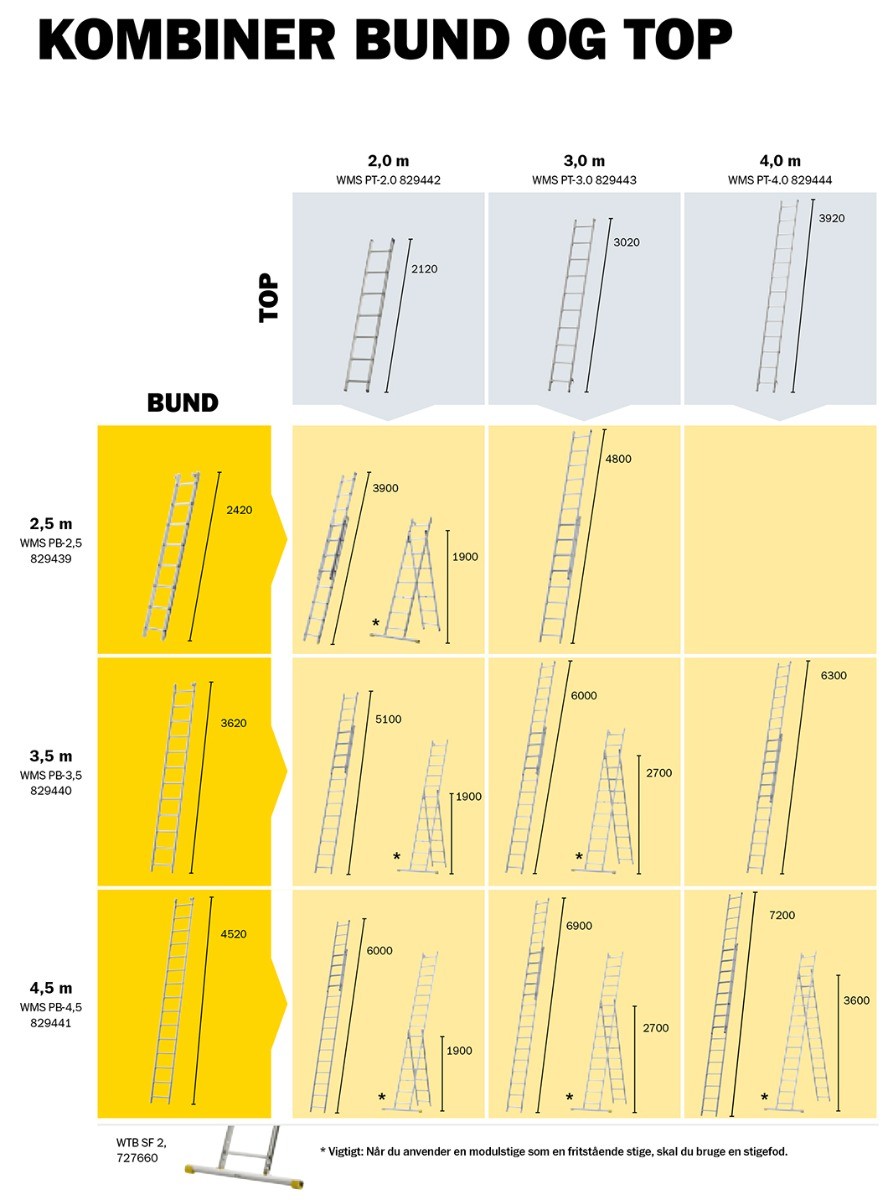 KOMBINER BUND OG TOP
2,0 m
WMS PT-2.0 829442
3,0 m
WMS PT-3.0 829443
4,0 m
WMS PT-4.0 829444
TOP
2120
3020
3920
BUND
2,5 m
WMS PB-2,5
829439
2420
3900
1900
*
4800
3,5 m
WMS PB-3,5
829440
3620
5100
1900
*
6000
2700
*
6300
4,5 m
WMS PB-4,5
829441
4520
6000
1900
*
6900
2700
*
7200
3600
*
WTB SF 2,
727660
* Vigtigt: Når du anvender en modulstige som en fritstående stige, skal du bruge en stigefod.